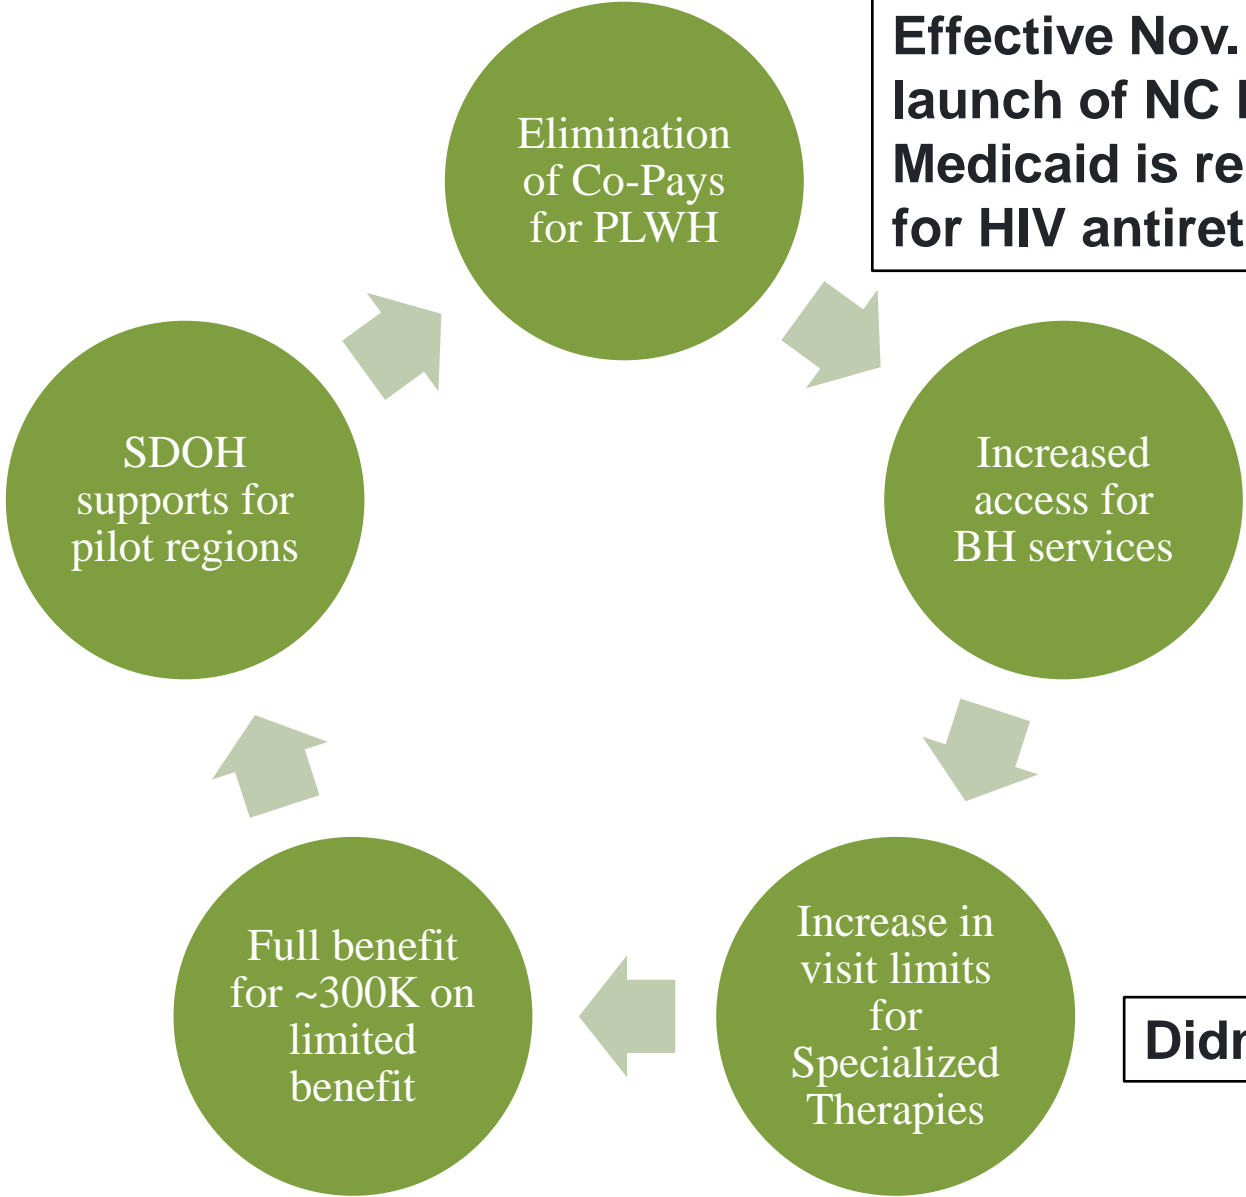 Effective Nov.
launch of NC
Medicaid is re
for HIV antiret
Elimination
of Co-Pays
for PLWH
Increased
access for
BH services
Increase in
visit limits
for
Specialized
Therapies
Didn
Full benefit
for ~300K on
limited
benefit
SDOH
supports for
pilot regions